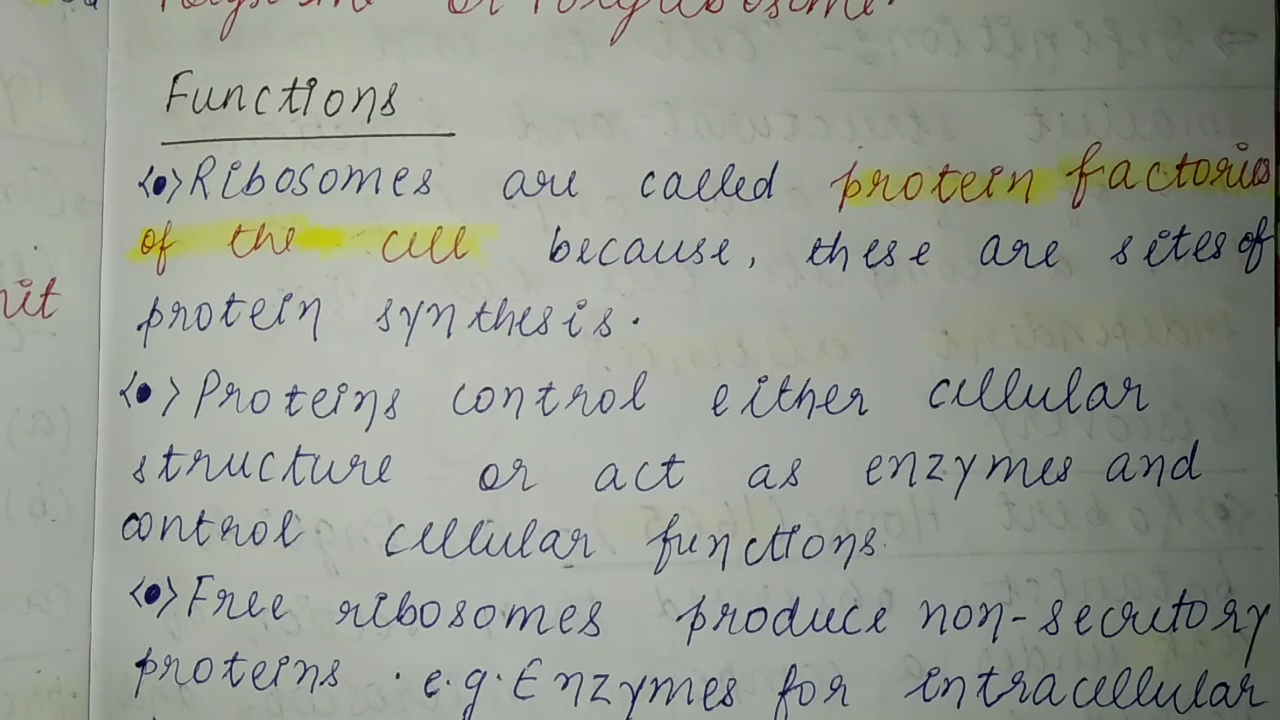 or Polyribosome.
Functions
<•>Ribosomes are called protein factories
of the cell because, these are sites of
protein synthesis.
<•>Proteins control either cellular
structure or act as enzymes and
control cellular functions.
<•>Free ribosomes produce non-secretory
proteins. e.g. Enzymes for intracellular